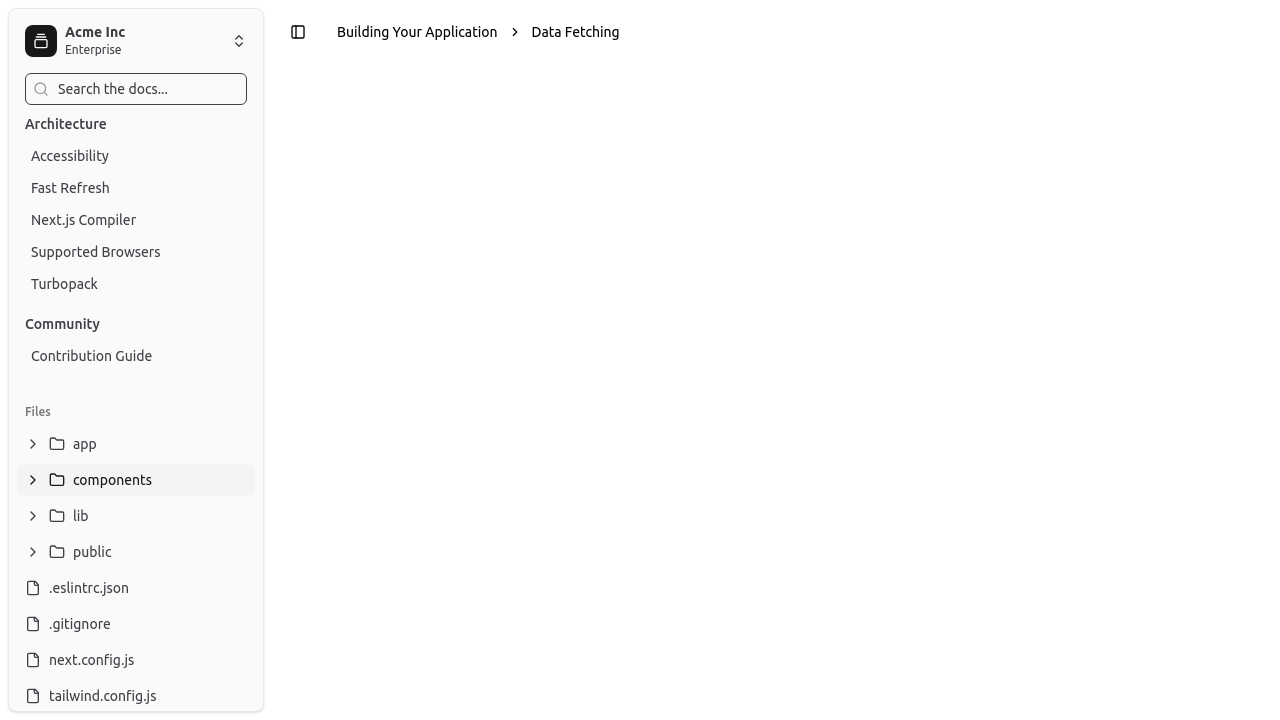 Acme Inc
Enterprise
Search the docs...
Architecture
Accessibility
Fast Refresh
Next.js Compiler
Supported Browsers
Turbopack
Community
Contribution Guide
Files
app
components
lib
public
.eslintrc.json
.gitignore
next.config.js
tailwind.config.js
Building Your Application
Data Fetching